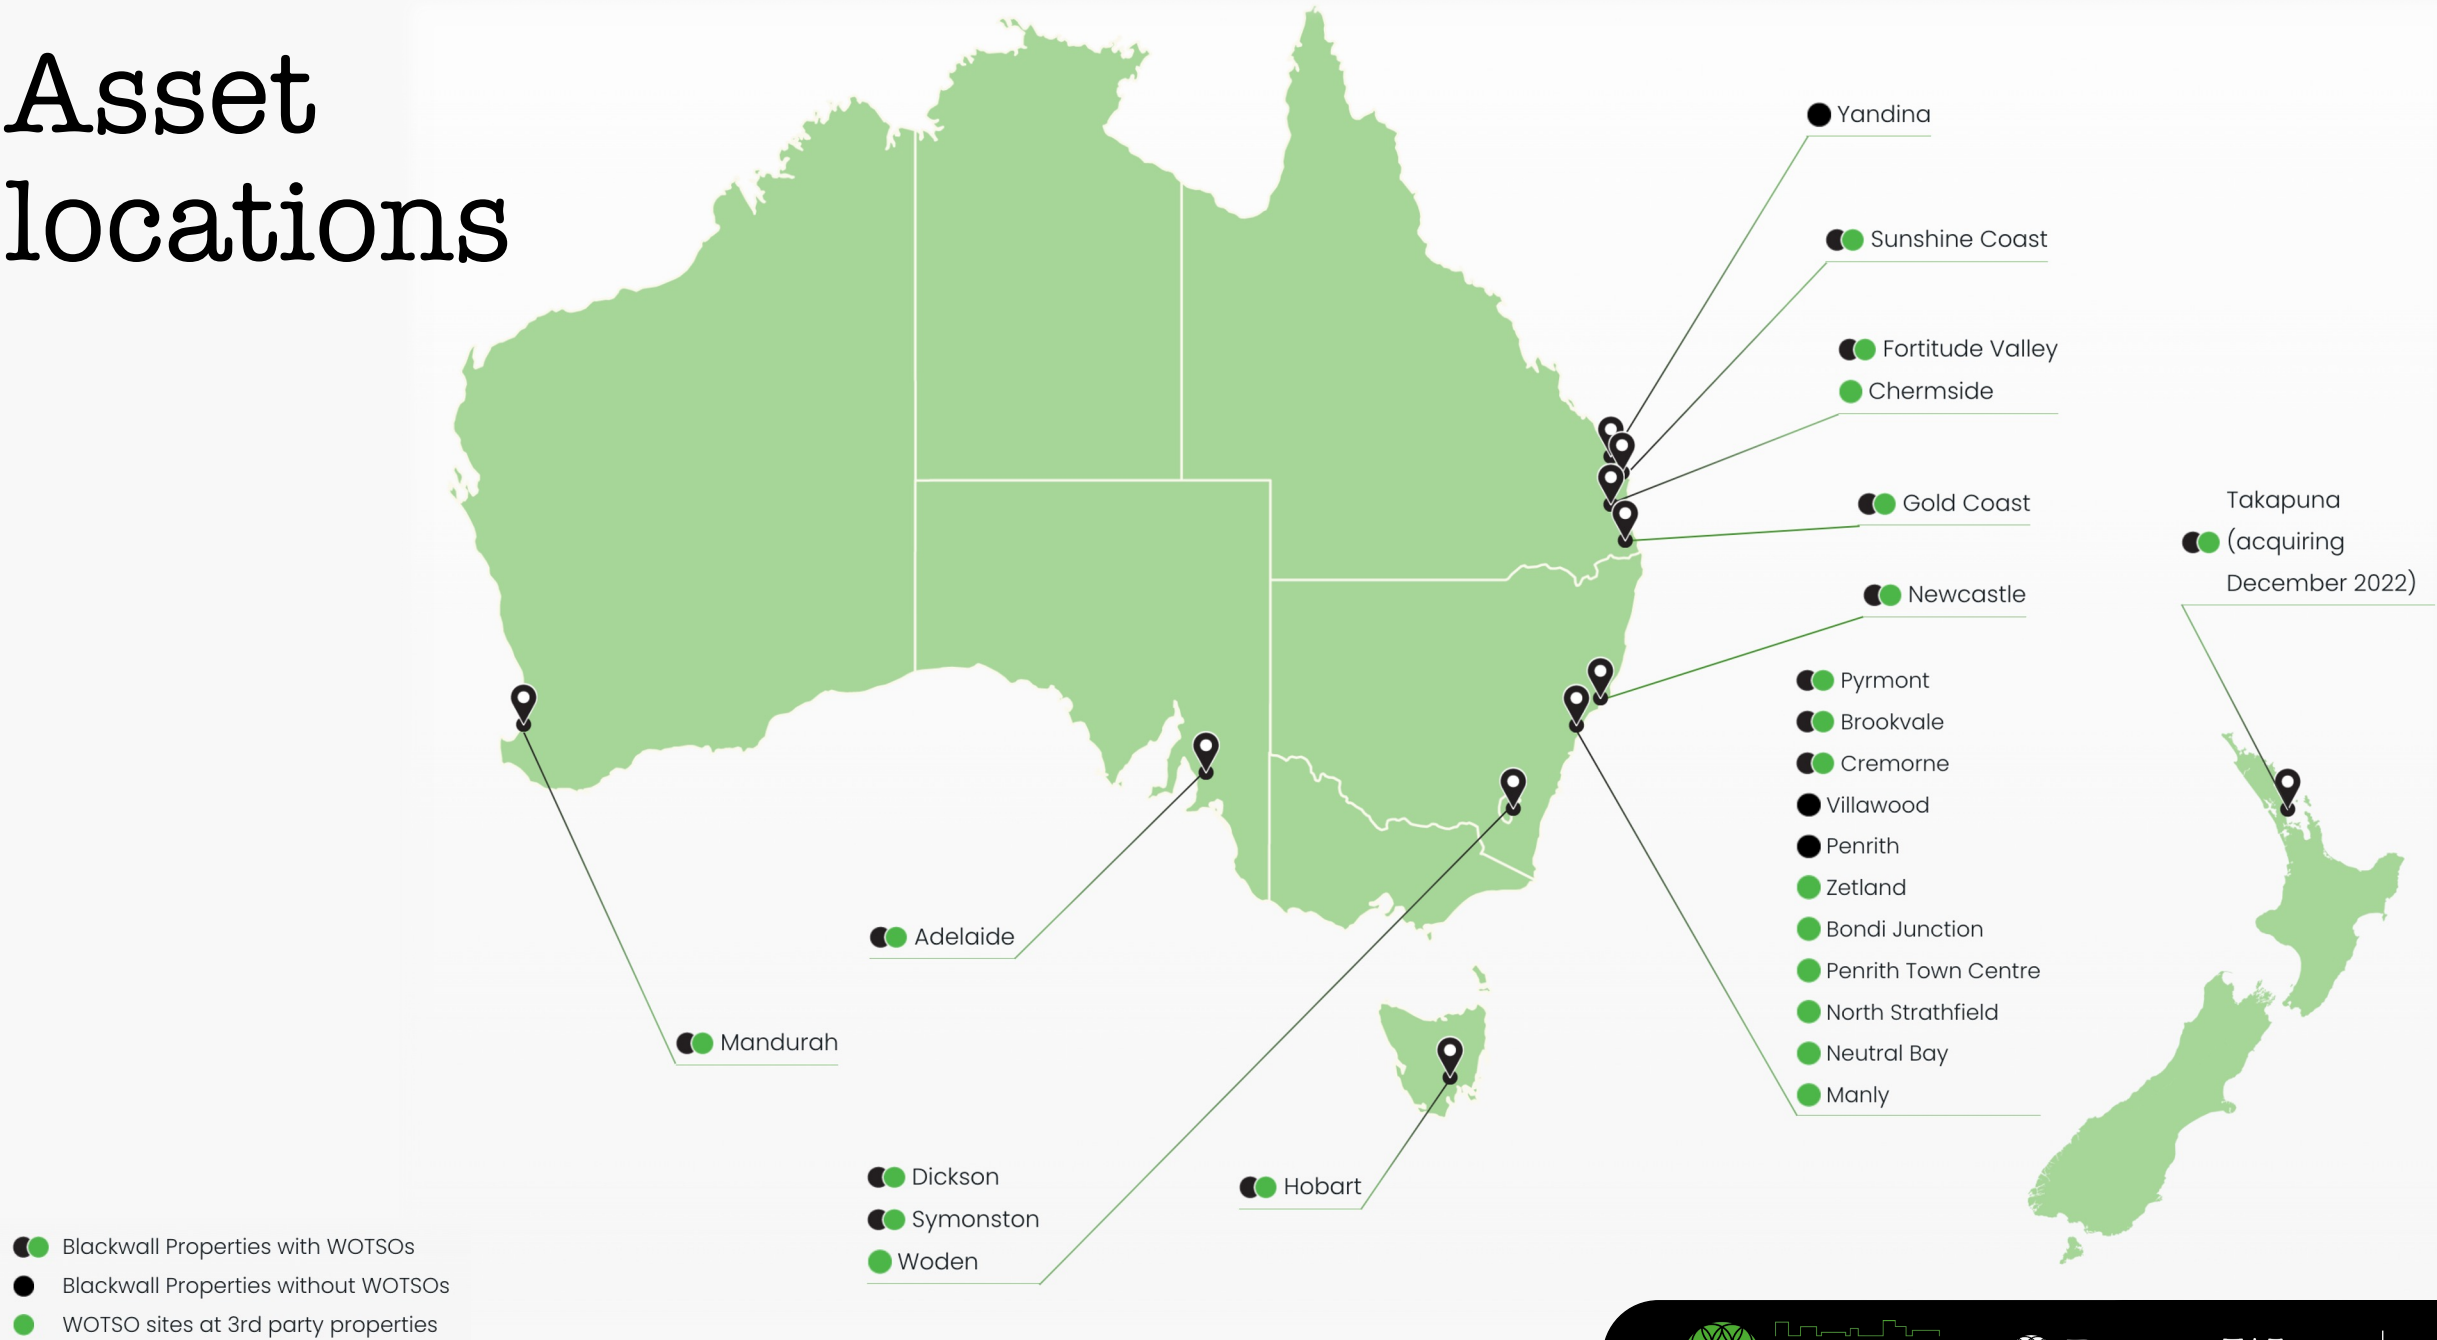 Asset
locations
Yandina
Sunshine Coast
Fortitude Valley
Chermside
Gold Coast
Takapuna
(acquiring
December 2022)
Newcastle
Pyrmont
Brookvale
Cremorne
Villawood
Penrith
Zetland
Bondi Junction
Penrith Town Centre
North Strathfield
Neutral Bay
Manly
Adelaide
Mandurah
Dickson
Symonston
Woden
Hobart
Blackwall Properties with WOTSOs
Blackwall Properties without WOTSOs
WOTSO sites at 3rd party properties